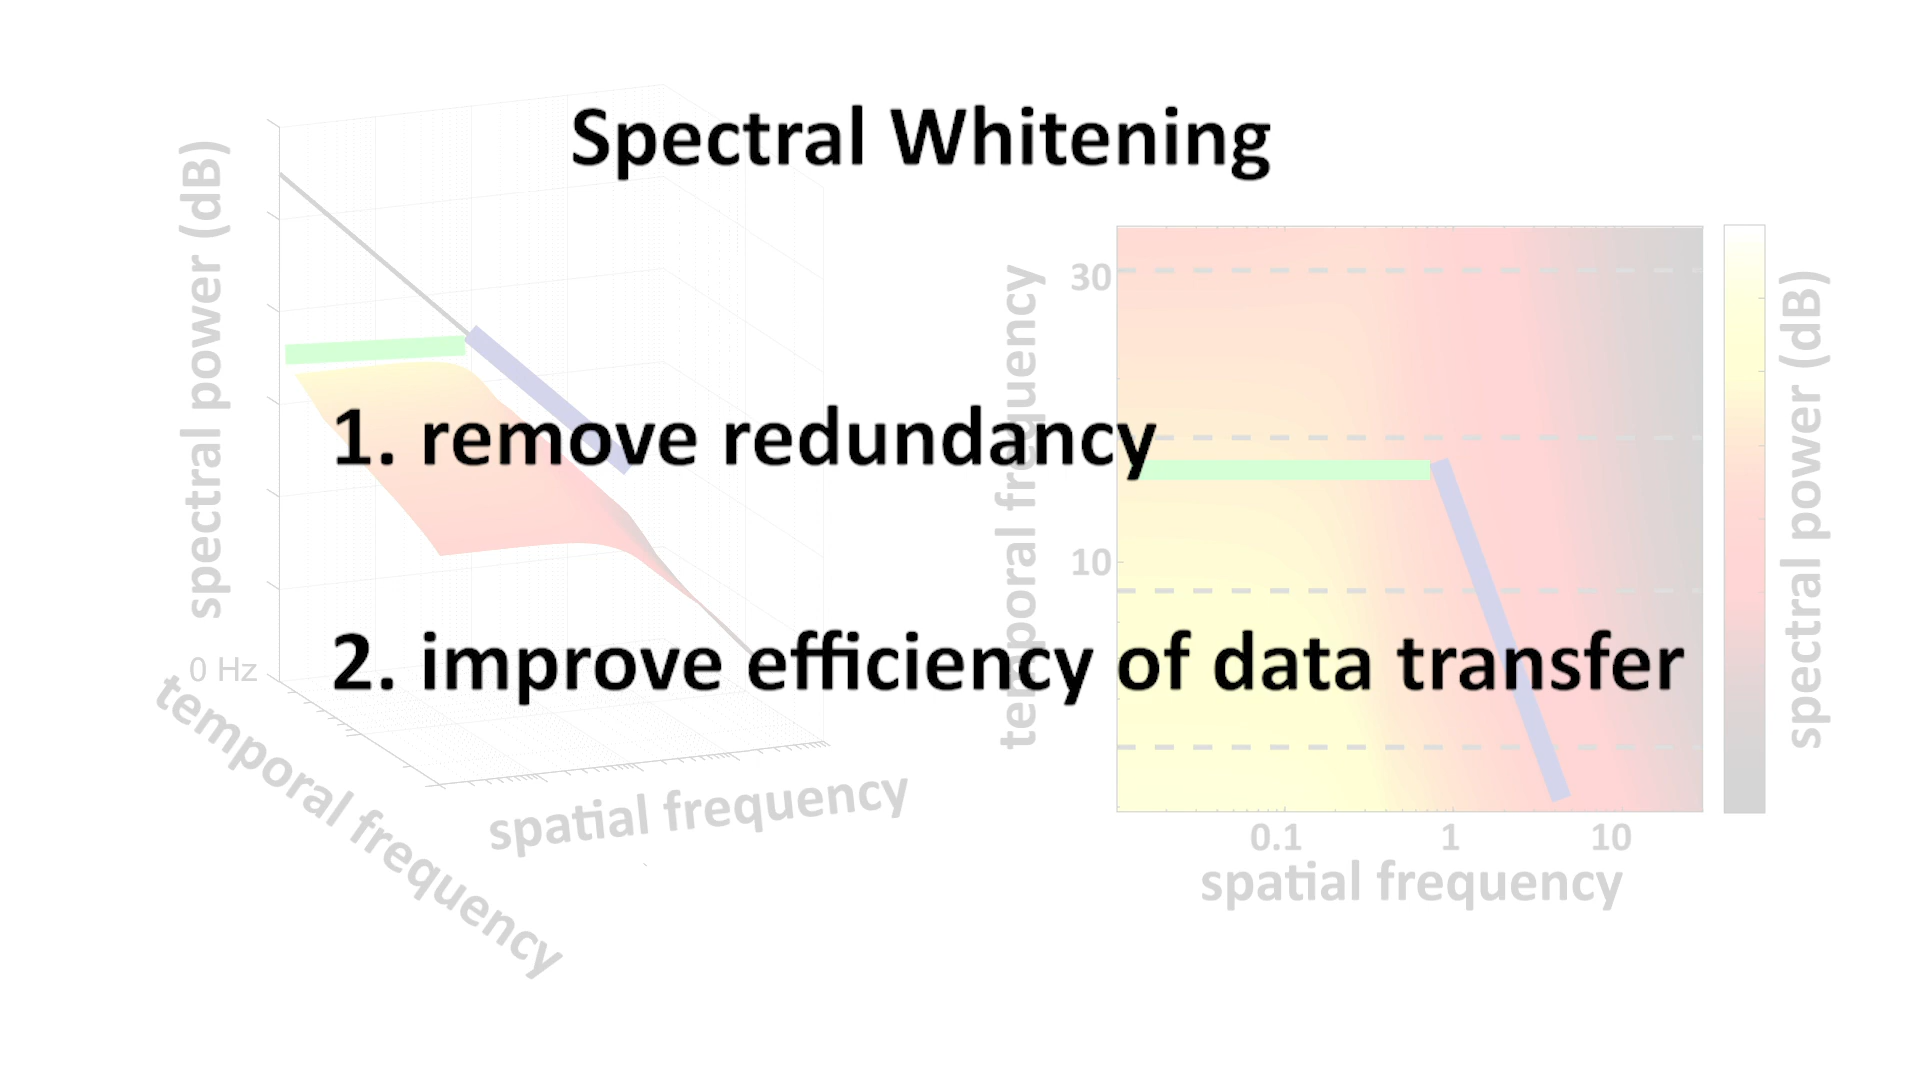 Spectral Whitening
1. remove redundancy
2. improve efficiency of data transfer
spectral power (dB)
0 Hz
temporal frequency
spatial frequency
temporal frequency
30
10
0.1 1 10
spatial frequency
spectral power (dB)